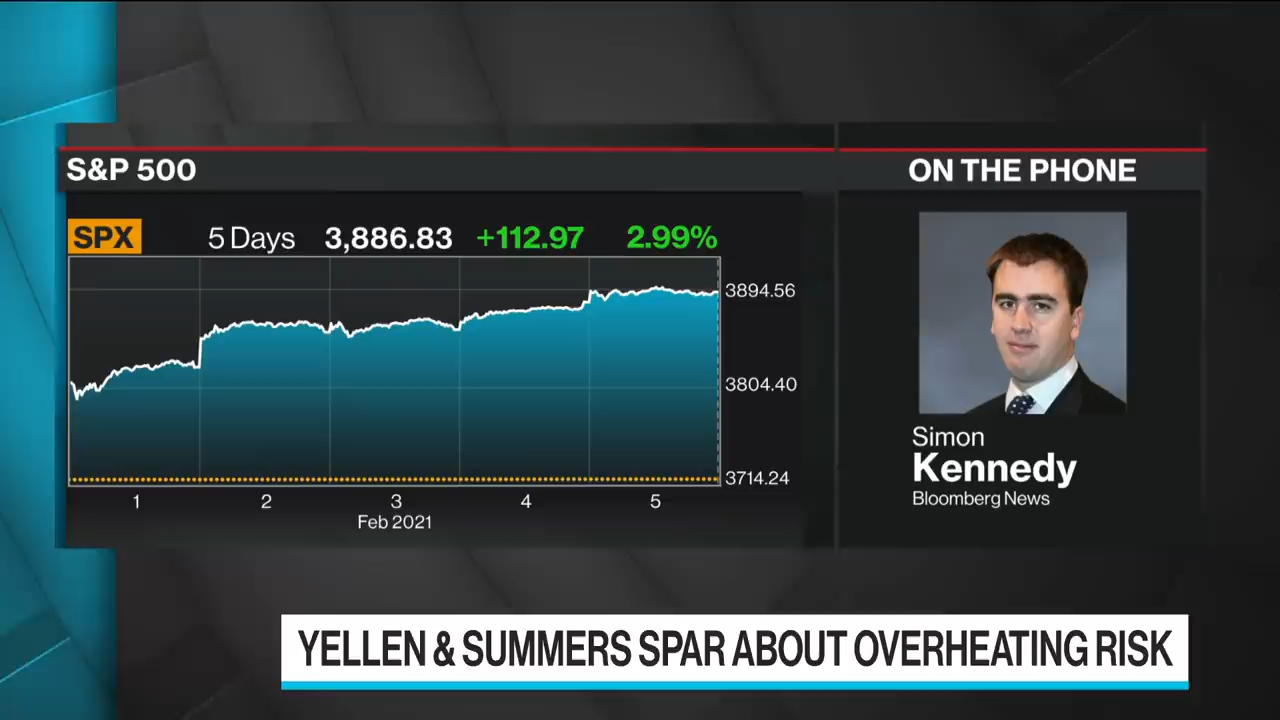 S&P 500
ON THE PHONE
SPX 5 Days 3,886.83 +112.97 2.99%
3894.56
3804.40
3714.24
1 2 3 4 5
Feb 2021
Simon
Kennedy
Bloomberg News
YELLEN & SUMMERS SPAR ABOUT OVERHEATING RISK